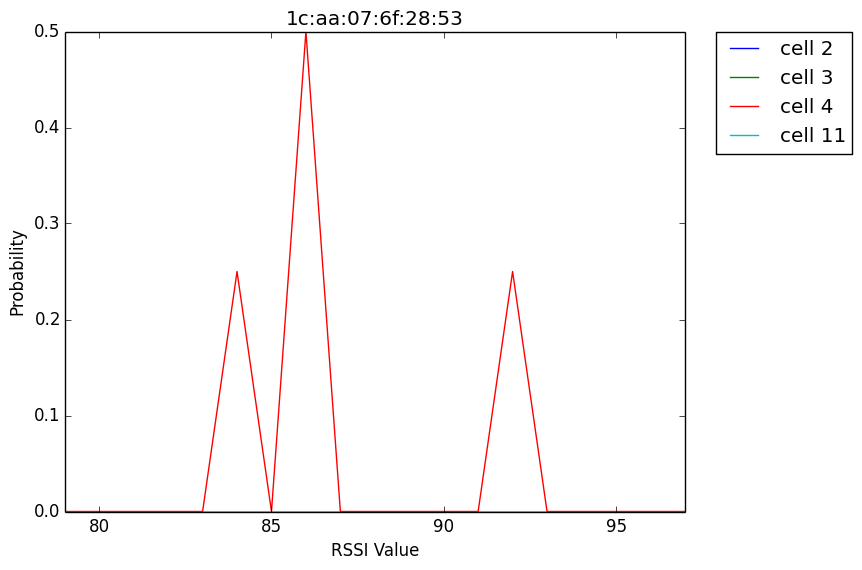 1c:aa:07:6f:28:53
0.5
0.4
0.3
0.2
0.1
0.0
Probability
80
85
90
95
RSSI Value
cell 2
cell 3
cell 4
cell 11